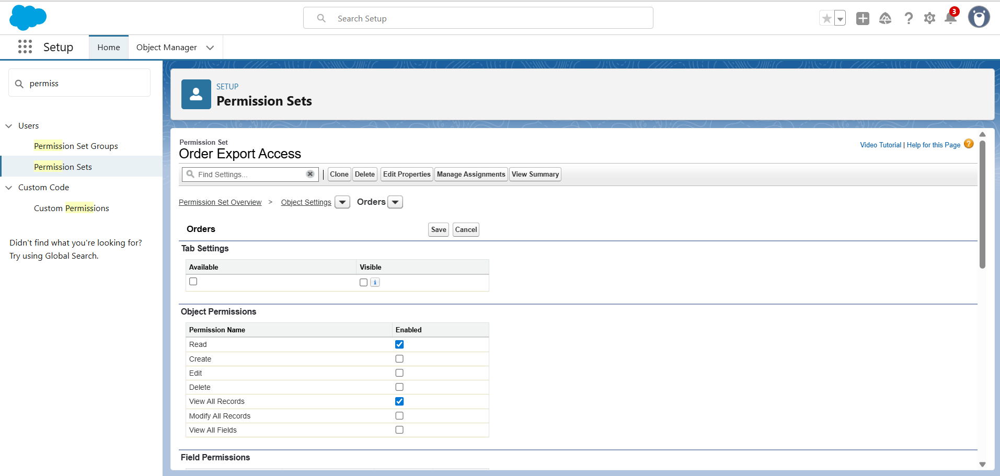 Search Setup
3
Setup
Home
Object Manager
permiss
Users
Permission Set Groups
Permission Sets
Custom Code
Custom Permissions
Didn't find what you're looking for?
Try using Global Search.
SETUP
Permission Sets
Permission Set
Order Export Access
Video Tutorial | Help for this Page ?
Find Settings... | Clone Delete Edit Properties Manage Assignments View Summary
Permission Set Overview > Object Settings Orders
Orders Save Cancel
Tab Settings
Available Visible
i
Object Permissions
Permission Name Enabled
Read
Create
Edit
Delete
View All Records
Modify All Records
View All Fields
Field Permissions